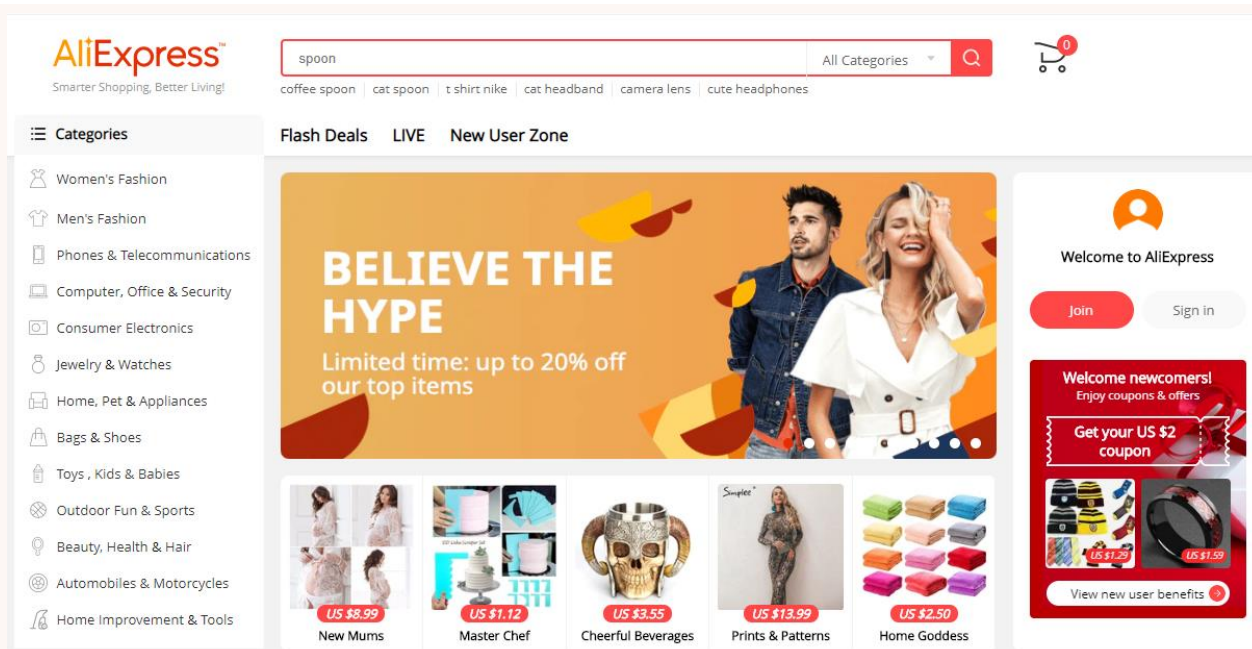 AliExpress™
Smarter Shopping, Better Living!
spoon
All Categories
0
coffee spoon cat spoon t shirt nike cat headband camera lens cute headphones
Categories
Flash Deals LIVE New User Zone
Women's Fashion
Men's Fashion
Phones & Telecommunications
Computer, Office & Security
Consumer Electronics
Jewelry & Watches
Home, Pet & Appliances
Bags & Shoes
Toys , Kids & Babies
Outdoor Fun & Sports
Beauty, Health & Hair
Automobiles & Motorcycles
Home Improvement & Tools
BELIEVE THE
HYPE
Limited time: up to 20% off
our top items
Welcome to AliExpress
Join Sign in
Welcome newcomers!
Enjoy coupons & offers
Get your US $2
coupon
US $1.29
US $1.59
View new user benefits
US $8.99
New Mums
US $1.12
Master Chef
US $3.55
Cheerful Beverages
Simplee
US $13.99
Prints & Patterns
US $2.50
Home Goddess